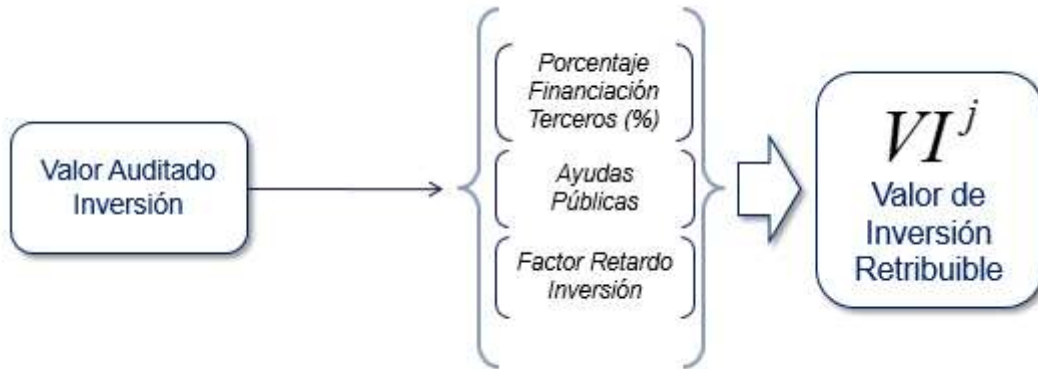 Valor Auditado
Inversión
Porcentaje
Financiación
Terceros (%)
Ayudas
Públicas
Factor Retardo
Inversión
VI^j
Valor de
Inversión
Retribuible